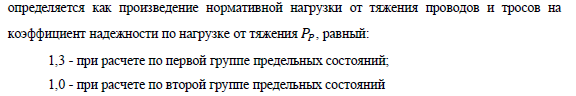 определяется как произведение нормативной нагрузки от тяжения проводов и тросов на
коэффициент надежности по нагрузке от тяжения P_P, равный:
1,3 - при расчете по первой группе предельных состояний;
1,0 - при расчете по второй группе предельных состояний